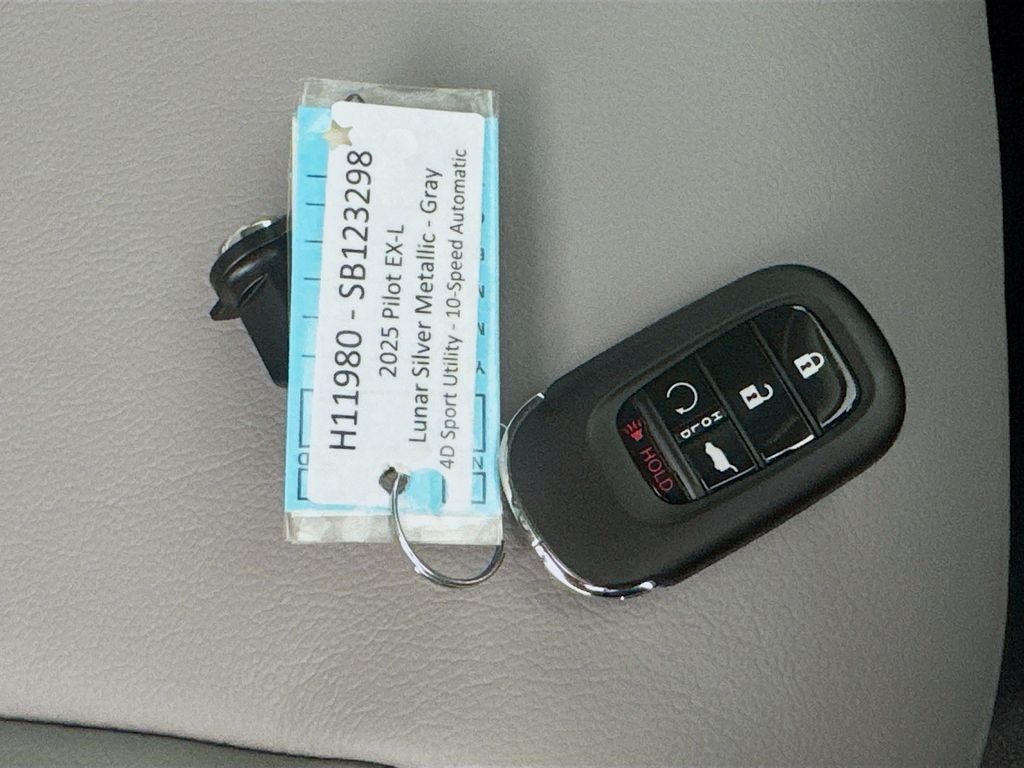 H11980 - SB123298
2025 Pilot EX-L
Lunar Silver Metallic - Gray
4D Sport Utility - 10-Speed Automatic
HOLD
HOLD